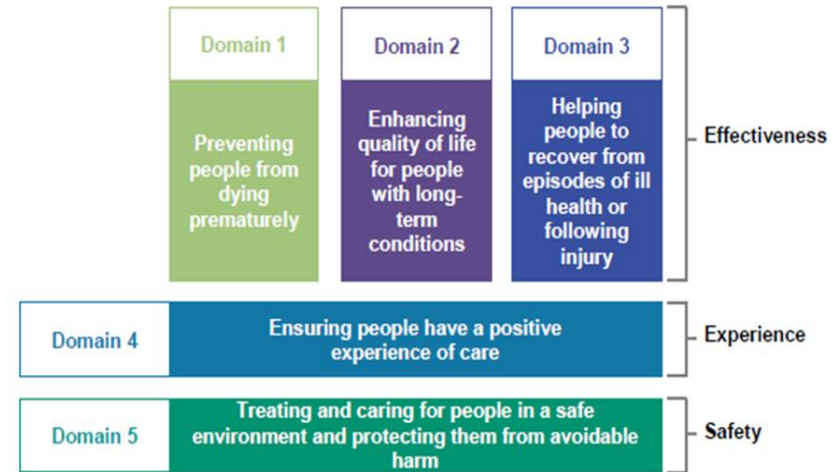 Domain 1
Preventing
people from
dying
prematurely
Domain 2
Enhancing
quality of life
for people
with long-
term
conditions
Domain 3
Helping
people to
recover from
episodes of ill
health or
following
injury
Effectiveness
Domain 4
Ensuring people have a positive
experience of care
Experience
Domain 5
Treating and caring for people in a safe
environment and protecting them from avoidable
harm
Safety